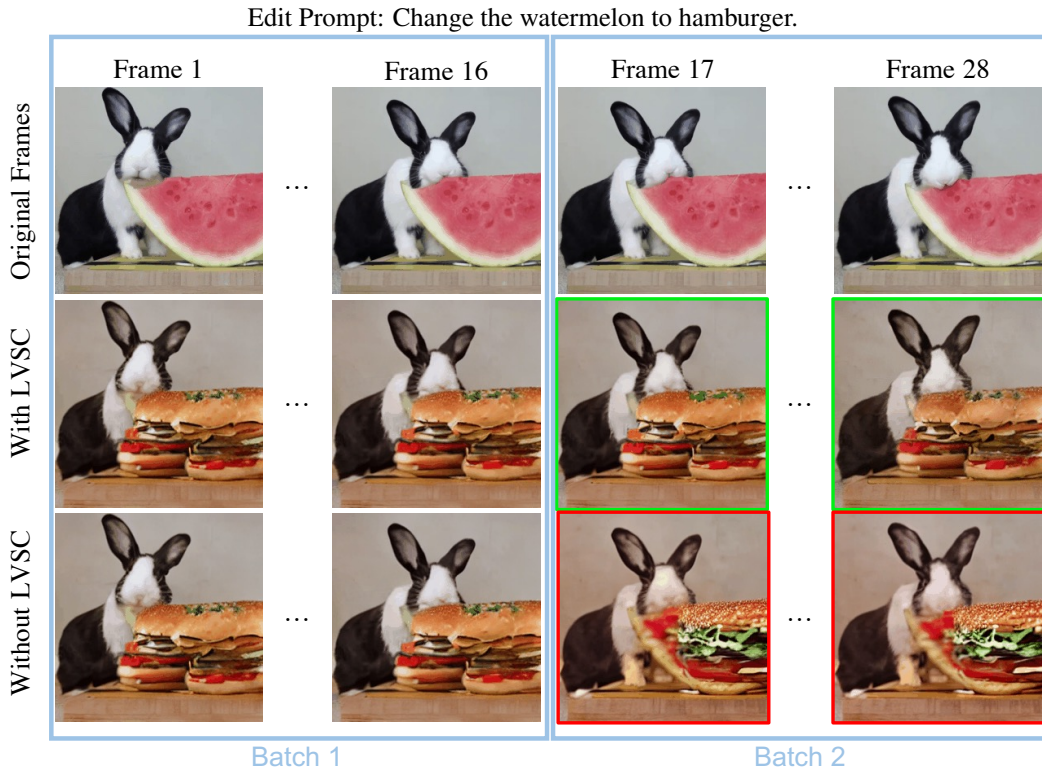 Edit Prompt: Change the watermelon to hamburger.
Frame 1
Frame 16
Frame 17
Frame 28
Original Frames
...
...
With LVSC
...
...
Without LVSC
...
...
Batch 1
Batch 2